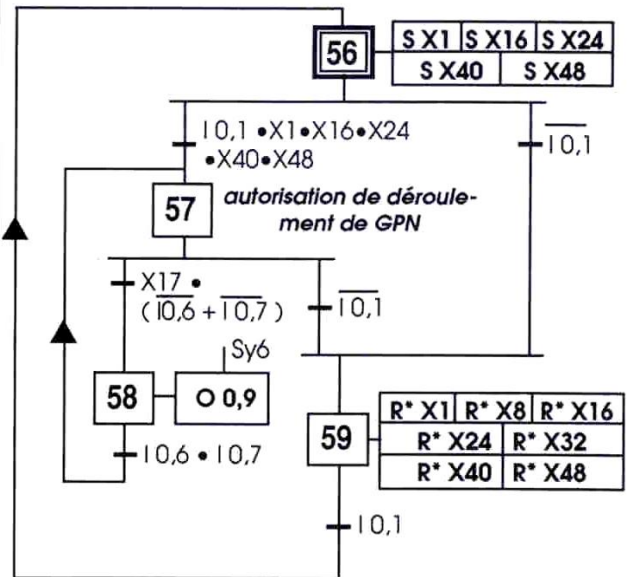 56
S X1 S X16 S X24
S X40 S X48
I 0,1 •X1•X16•X24
•X40•X48
I̅ ̅0̅,̅1̅
57
autorisation de déroule-
ment de GPN
X17 •
( I̅0̅,̅6̅ + I̅ ̅0̅,̅7̅ )
I̅ ̅0̅,̅1̅
Sy6
58
O 0,9
59
R* X1 R* X8 R* X16
R* X24 R* X32
R* X40 R* X48
I 0,6 • I 0,7
I 0,1